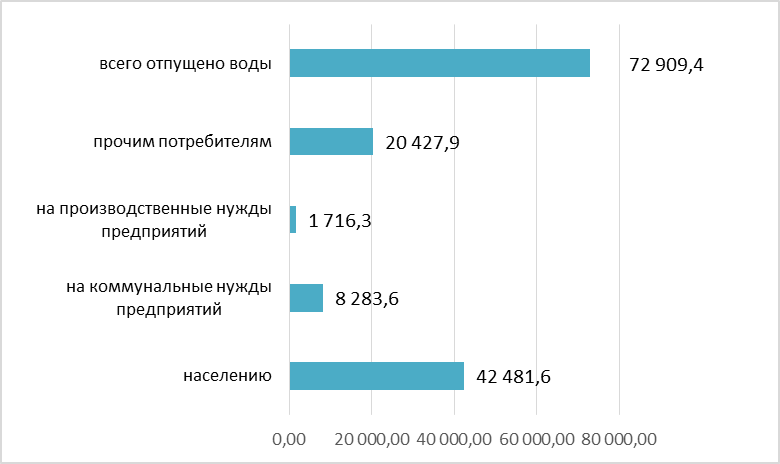 всего отпущено воды
72 909,4
прочим потребителям
20 427,9
на производственные нужды
предприятий
1 716,3
на коммунальные нужды
предприятий
8 283,6
населению
42 481,6
0,00 20 000,00 40 000,00 60 000,00 80 000,00